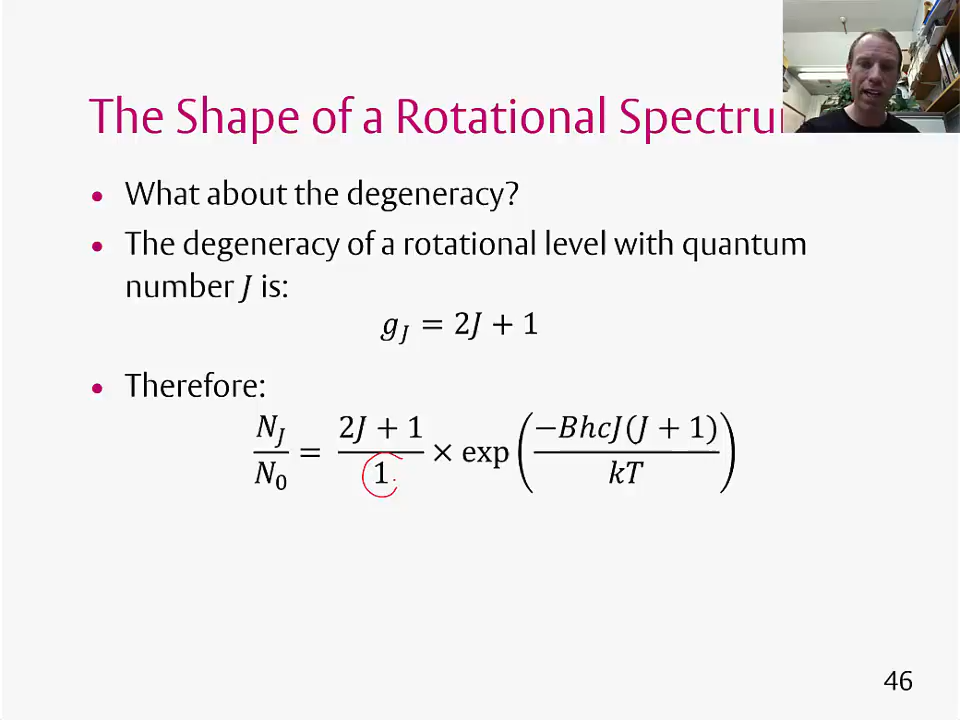 The Shape of a Rotational Spectru
• What about the degeneracy?
• The degeneracy of a rotational level with quantum
number J is:
g_J = 2J + 1
• Therefore:
N_J/N_0 = (2J + 1)/1 × exp(−BhcJ(J + 1)/kT)
46